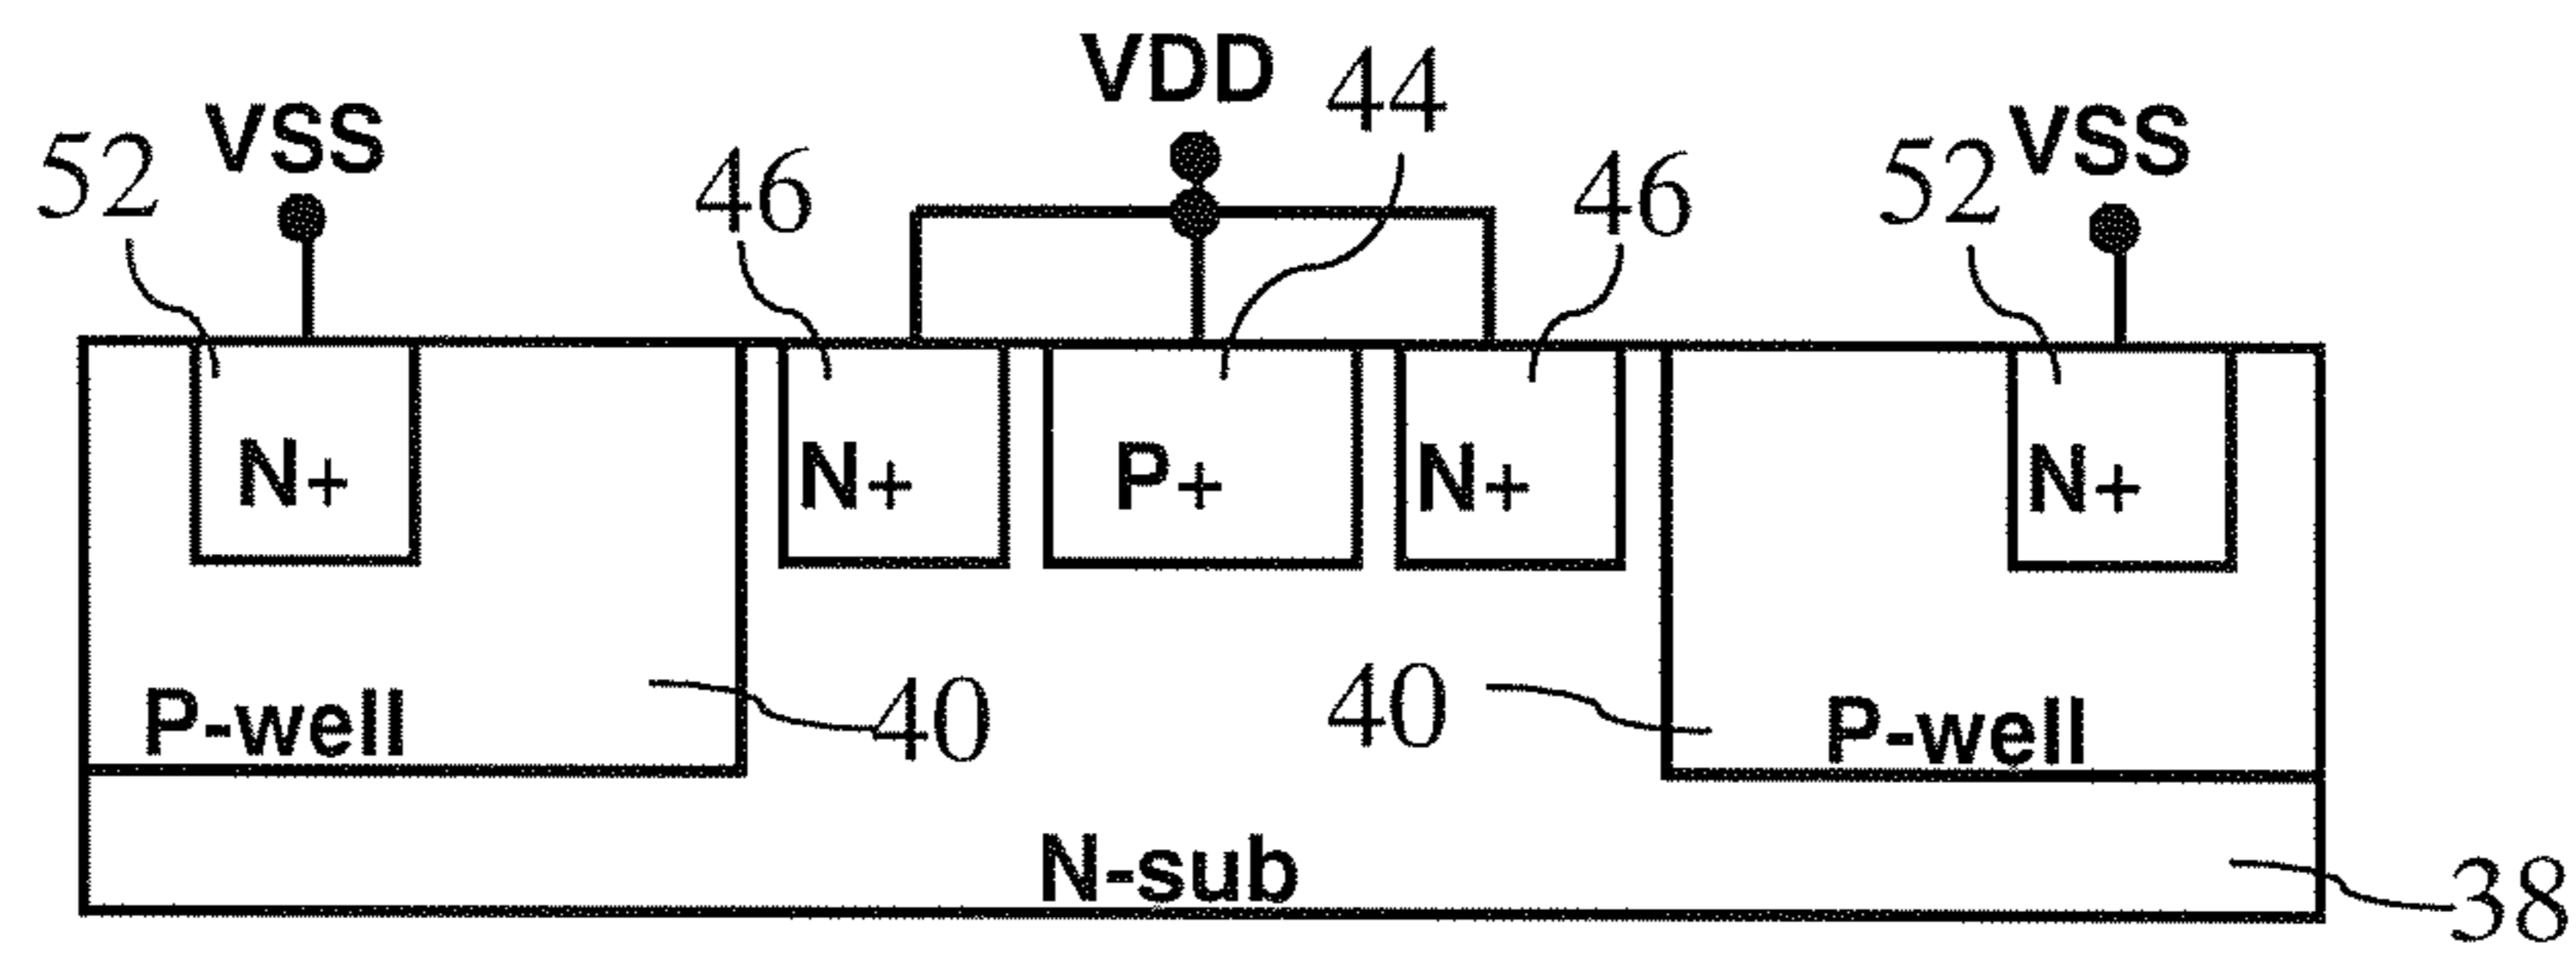 VDD 44
52 VSS 46 46 52 VSS
N+ N+ P+ N+ N+
P-well 40 40 P-well
N-sub 38